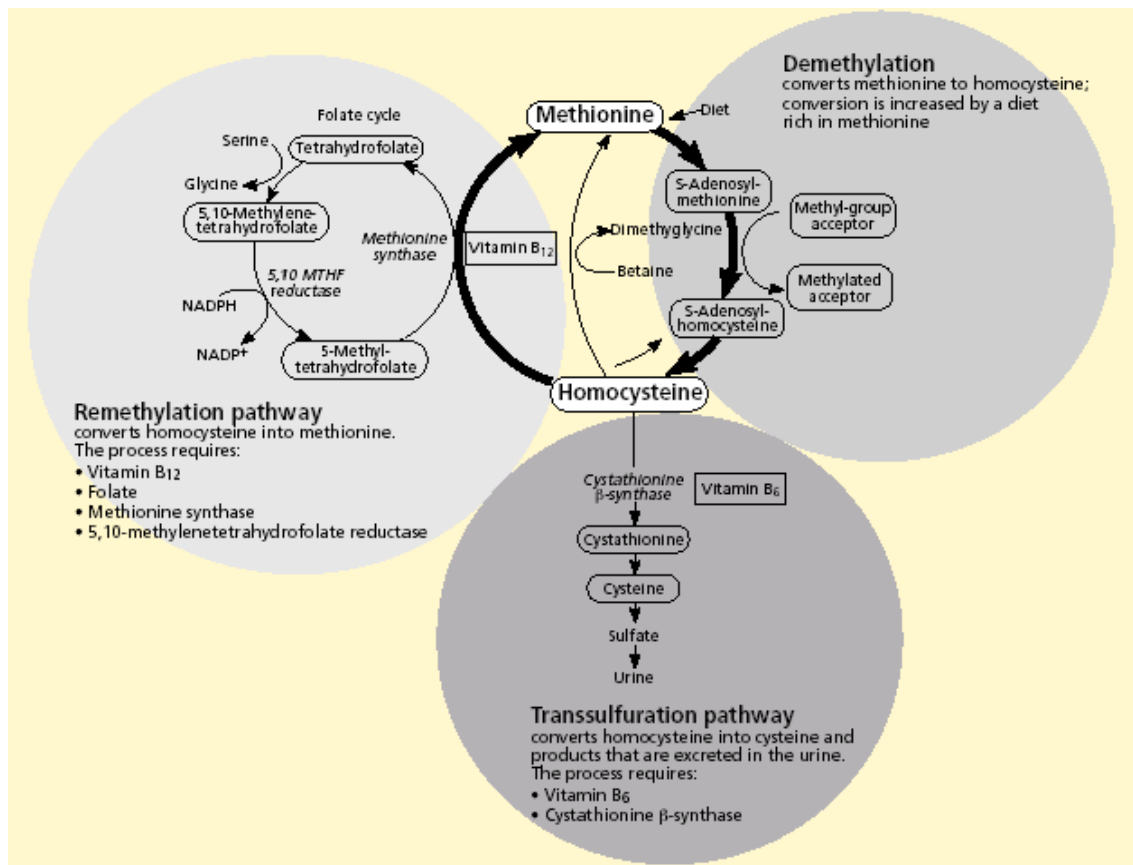 Demethylation
converts methionine to homocysteine;
conversion is increased by a diet
rich in methionine
Folate cycle
Serine
Tetrahydrofolate
Glycine
5,10-Methylene-
tetrahydrofolate
5,10 MTHF
reductase
NADPH
NADP+
5-Methyl-
tetrahydrofolate
Methionine
synthase
Vitamin B12
Methionine
Diet
S-Adenosyl-
methionine
Methyl-group
acceptor
Dimethyglycine
Betaine
Methylated
acceptor
S-Adenosyl-
homocysteine
Homocysteine
Remethylation pathway
converts homocysteine into methionine.
The process requires:
• Vitamin B12
• Folate
• Methionine synthase
• 5,10-methylenetetrahydrofolate reductase
Cystathionine
β-synthase
Vitamin B6
Cystathionine
Cysteine
Sulfate
Urine
Transsulfuration pathway
converts homocysteine into cysteine and
products that are excreted in the urine.
The process requires:
• Vitamin B6
• Cystathionine β-synthase